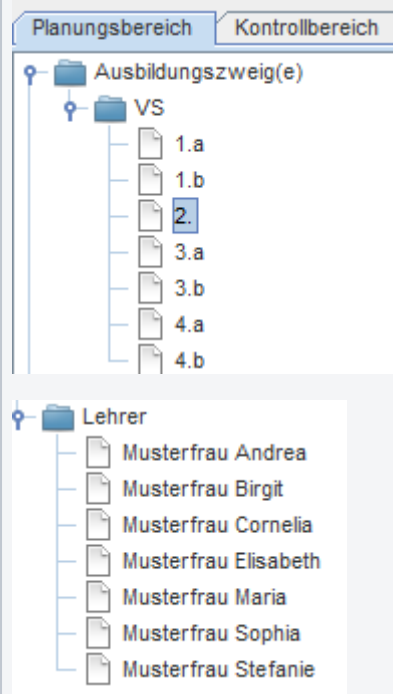 Planungsbereich Kontrollbereich
Ausbildungszweig(e)
VS
1.a
1.b
2.
3.a
3.b
4.a
4.b
Lehrer
Musterfrau Andrea
Musterfrau Birgit
Musterfrau Cornelia
Musterfrau Elisabeth
Musterfrau Maria
Musterfrau Sophia
Musterfrau Stefanie